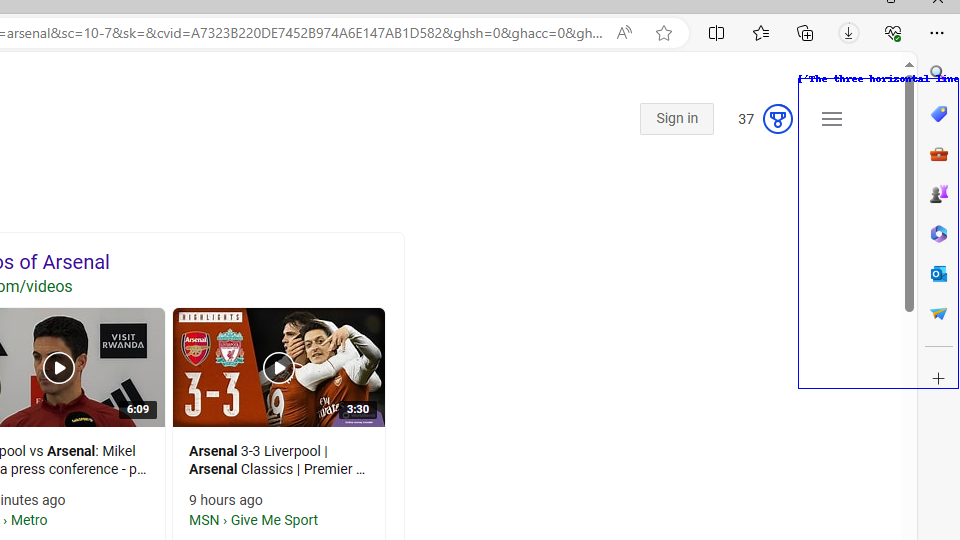 =arsenal&sc=10-7&sk=&cvid=A7323B220DE7452B974A6E147AB1D582&ghsh=0&ghacc=0&gh...
{'The three horizontal line
Sign in
37
os of Arsenal
om/videos
VISIT
RWANDA
6:09
HIGHLIGHTS
Arsenal
3-3
3:30
pool vs Arsenal: Mikel
a press conference - p...
inutes ago
› Metro
Arsenal 3-3 Liverpool |
Arsenal Classics | Premier ...
9 hours ago
MSN › Give Me Sport